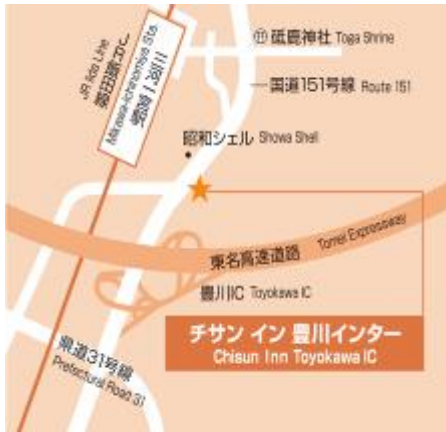 JR Iida Line
JR飯田線
Mikawa-Ichinomiya Sta.
三河一宮駅
⛩ 砥鹿神社 Toga Shrine
国道151号線 Route 151
昭和シェル Showa Shell
東名高速道路 Tomei Expressway
豊川IC Toyokawa IC
チサン イン 豊川インター
Chisun Inn Toyokawa IC
県道31号線
Prefectural Road 31